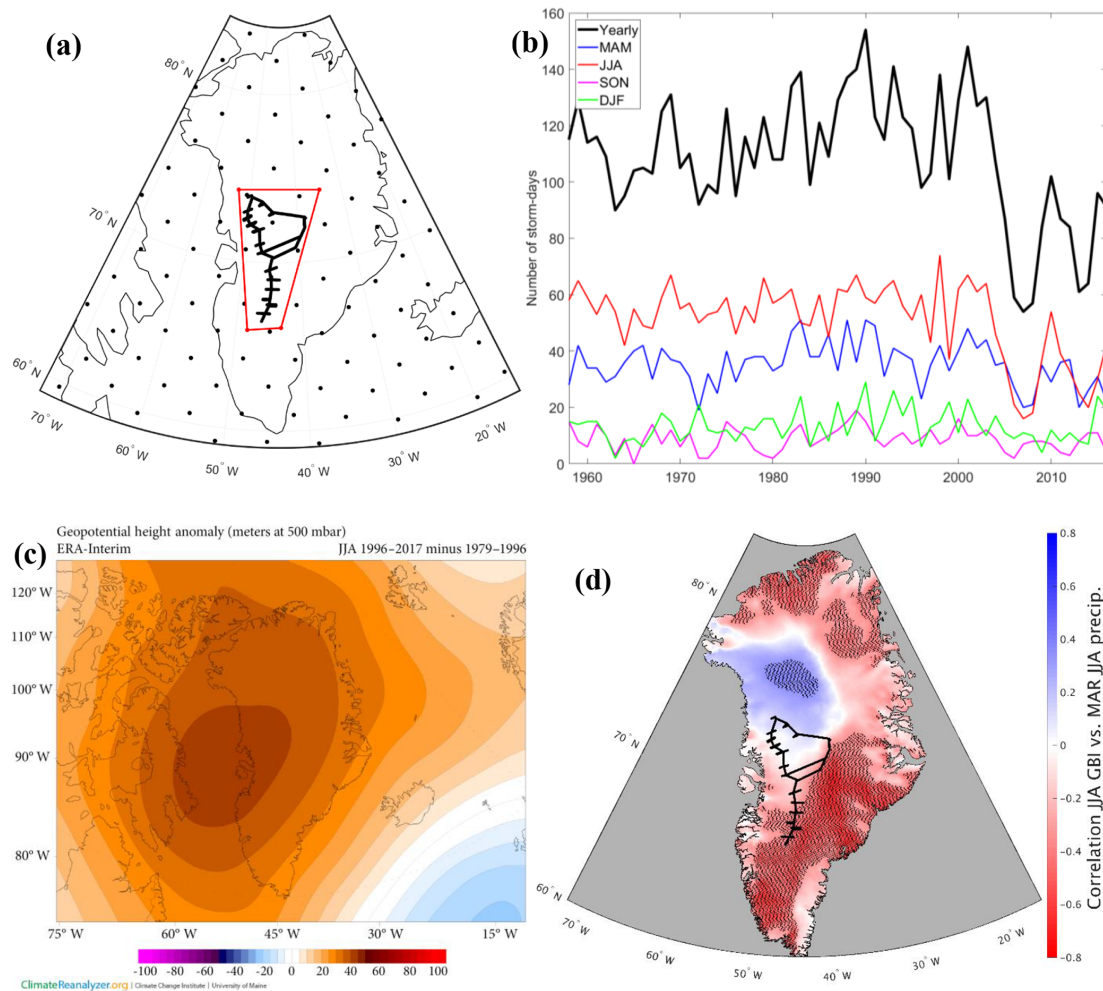 (a)
80° N
70° N
60° N
70° W
60° W
50° W
40° W
30° W
20° W
(b)
Yearly
MAM
JJA
SON
DJF
Number of storm-days
160
140
120
100
80
60
40
20
0
1960 1970 1980 1990 2000 2010
Geopotential height anomaly (meters at 500 mbar)
ERA-Interim JJA 1996–2017 minus 1979–1996
(c)
120° W
110° W
100° W
90° W
80° W
75° W 60° W 45° W 30° W 15° W
-100 -80 -60 -40 -20 0 20 40 60 80 100
ClimateReanalyzer.org | Climate Change Institute | University of Maine
(d)
80° N
70° N
60° N
70° W
60° W
50° W
40° W
30° W
20° W
0.8
0.6
0.4
0.2
0
-0.2
-0.4
-0.6
-0.8
Correlation JJA GBI vs. MAR JJA precip.